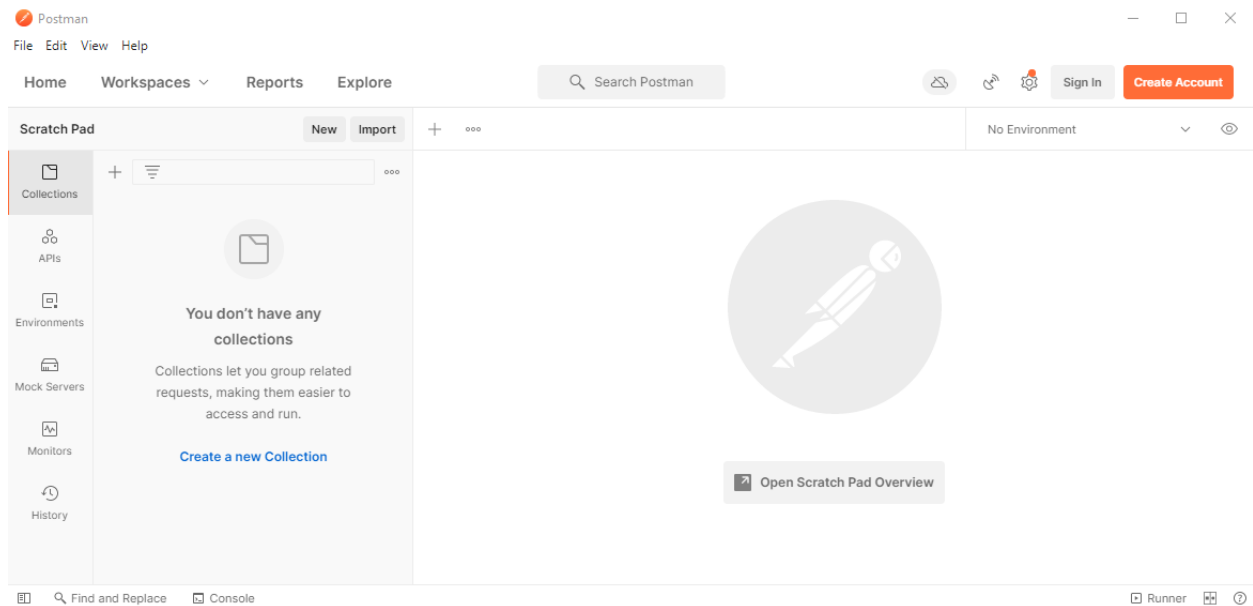 Postman
File Edit View Help
Home Workspaces Reports Explore Search Postman Sign In Create Account
Scratch Pad New Import No Environment
Collections
APIs
Environments
Mock Servers
Monitors
History
You don't have any
collections
Collections let you group related
requests, making them easier to
access and run.
Create a new Collection
Open Scratch Pad Overview
Find and Replace Console Runner